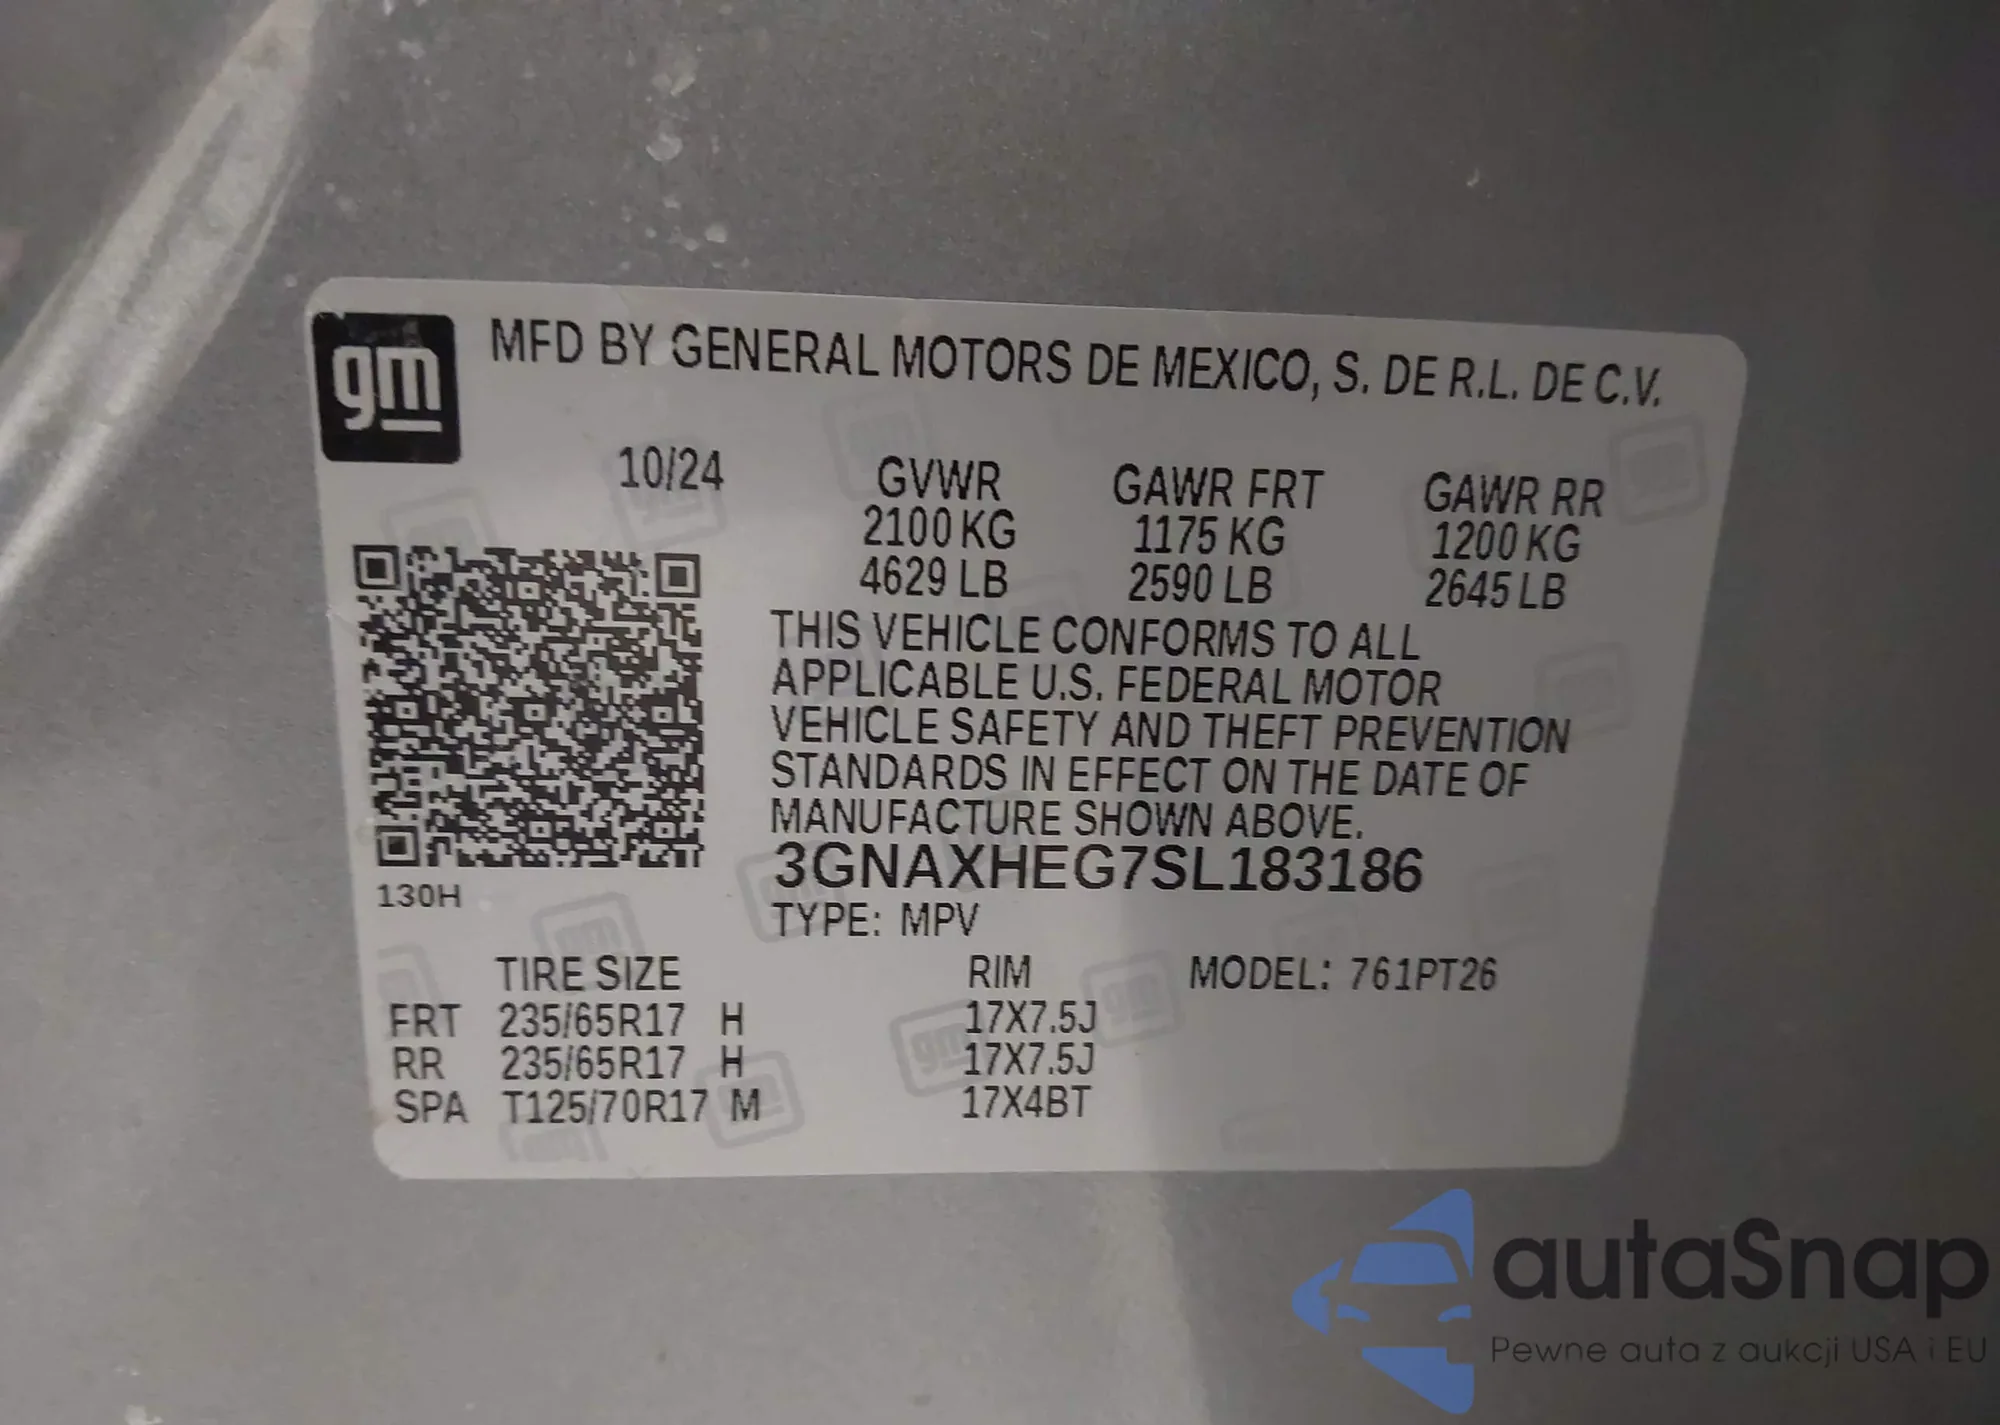 gm
MFD BY GENERAL MOTORS DE MEXICO, S. DE R.L. DE C.V.
10/24 GVWR GAWR FRT GAWR RR
2100 KG 1175 KG 1200 KG
4629 LB 2590 LB 2645 LB
THIS VEHICLE CONFORMS TO ALL
APPLICABLE U.S. FEDERAL MOTOR
VEHICLE SAFETY AND THEFT PREVENTION
STANDARDS IN EFFECT ON THE DATE OF
MANUFACTURE SHOWN ABOVE.
3GNAXHEG7SL183186
130H
TYPE: MPV
TIRE SIZE RIM MODEL: 761PT26
FRT 235/65R17 H 17X7.5J
RR 235/65R17 H 17X7.5J
SPA T125/70R17 M 17X4BT
autaSnap
Pewne auta z aukcji USA i EU